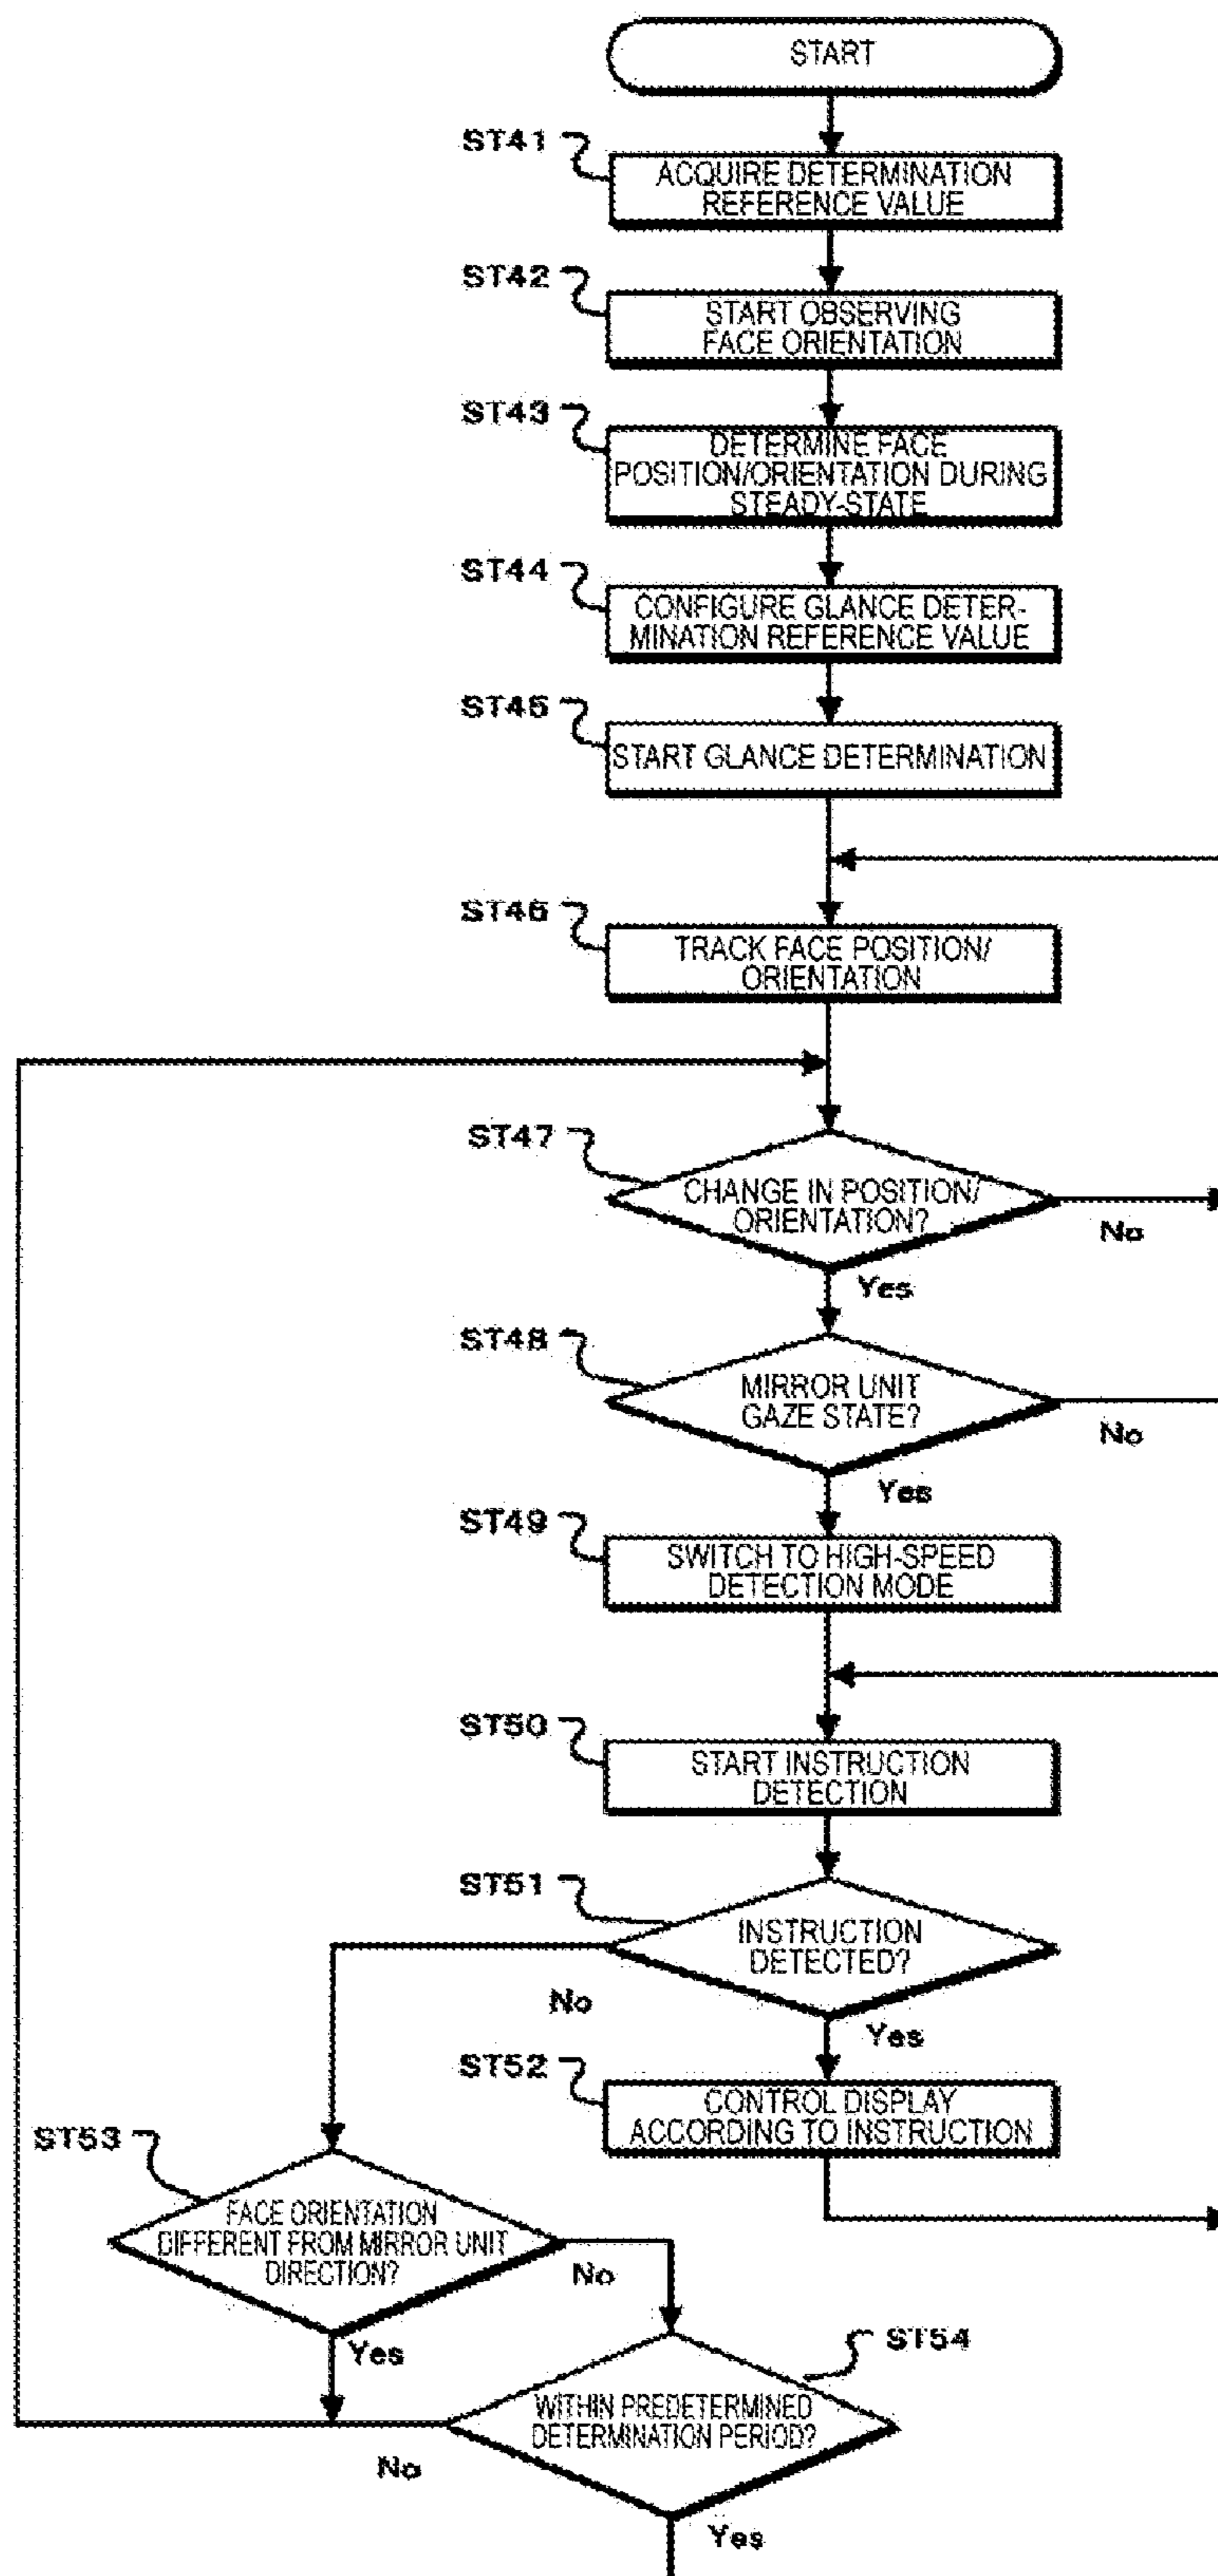 START
ST41
ACQUIRE DETERMINATION
REFERENCE VALUE
ST42
START OBSERVING
FACE ORIENTATION
ST43
DETERMINE FACE
POSITION/ORIENTATION DURING
STEADY-STATE
ST44
CONFIGURE GLANCE DETER-
MINATION REFERENCE VALUE
ST45
START GLANCE DETERMINATION
ST46
TRACK FACE POSITION/
ORIENTATION
ST47
CHANGE IN POSITION/
ORIENTATION?
No
Yes
ST48
MIRROR UNIT
GAZE STATE?
No
Yes
ST49
SWITCH TO HIGH-SPEED
DETECTION MODE
ST50
START INSTRUCTION
DETECTION
ST51
INSTRUCTION
DETECTED?
No
Yes
ST52
CONTROL DISPLAY
ACCORDING TO INSTRUCTION
ST53
FACE ORIENTATION
DIFFERENT FROM MIRROR UNIT
DIRECTION?
No
Yes
ST54
WITHIN PREDETERMINED
DETERMINATION PERIOD?
No
Yes